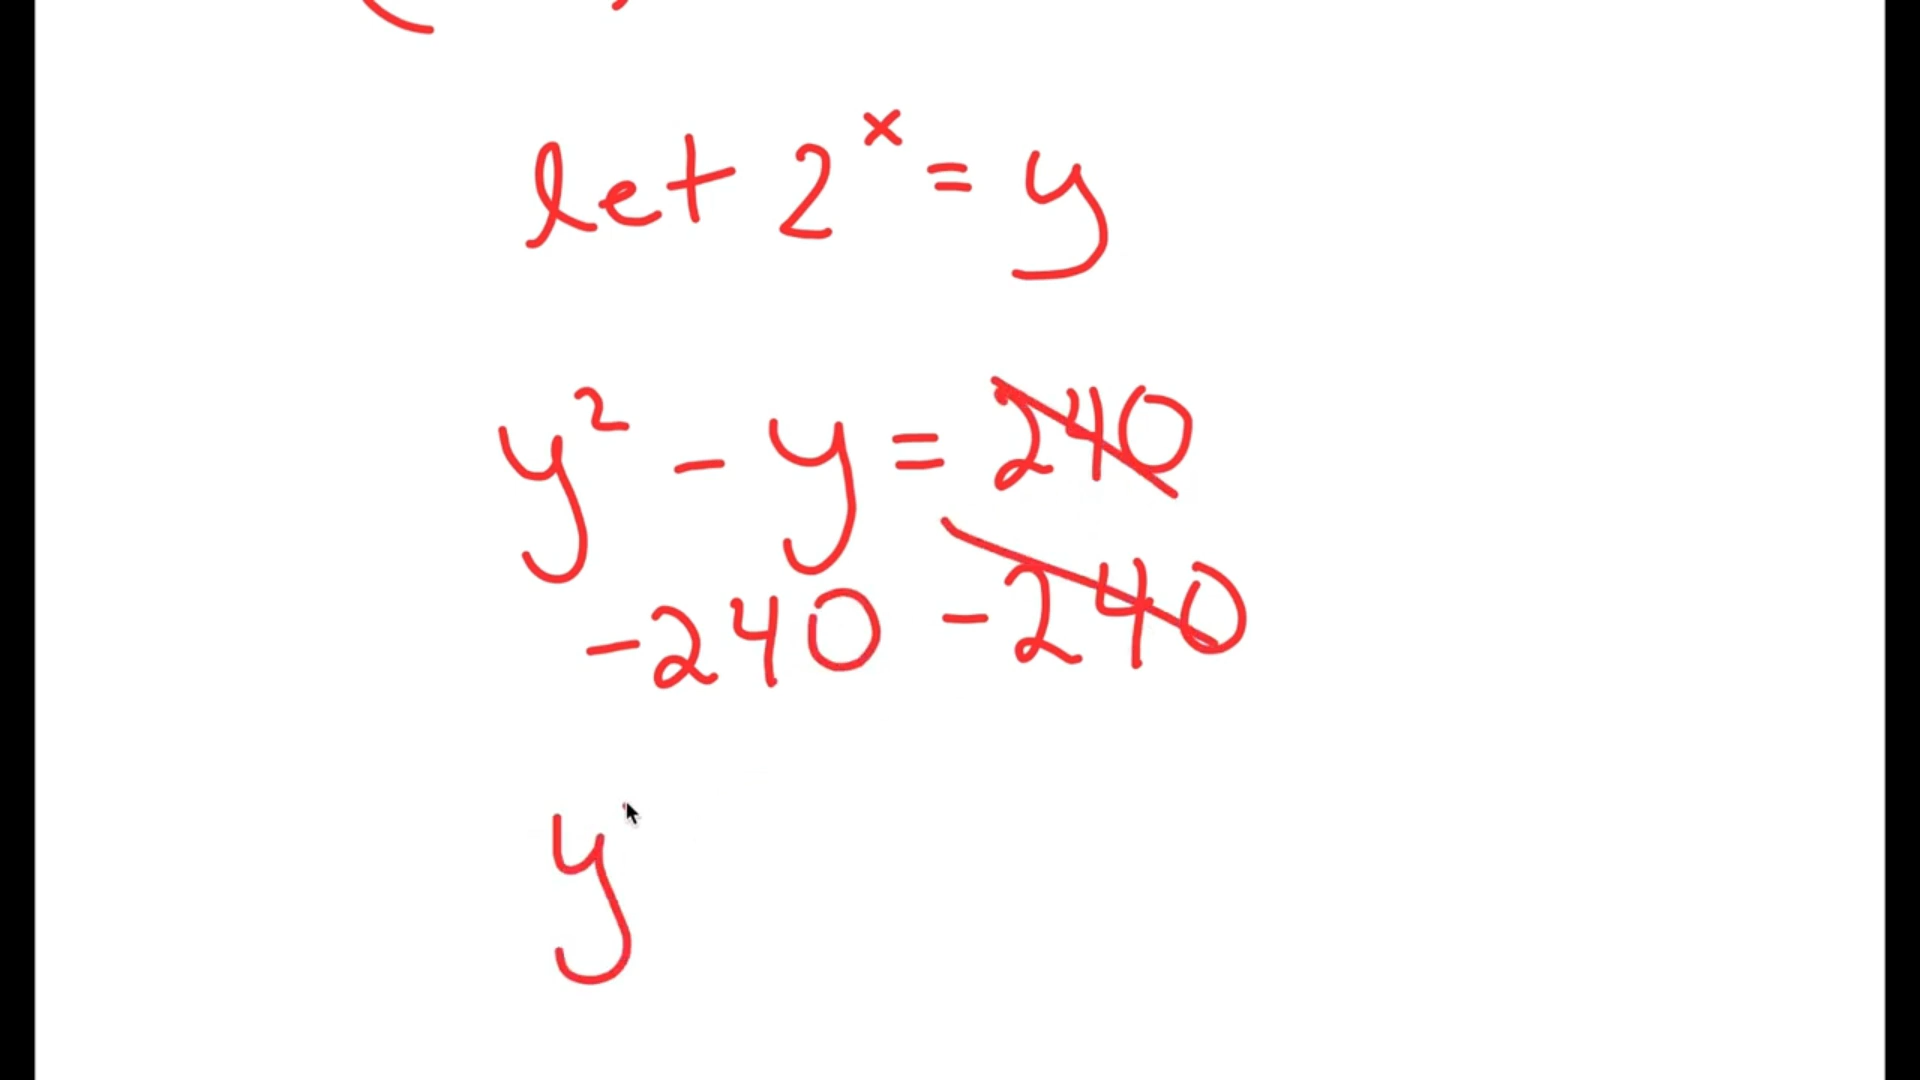 let 2^x = y
y² - y = 240
-240 -240
y